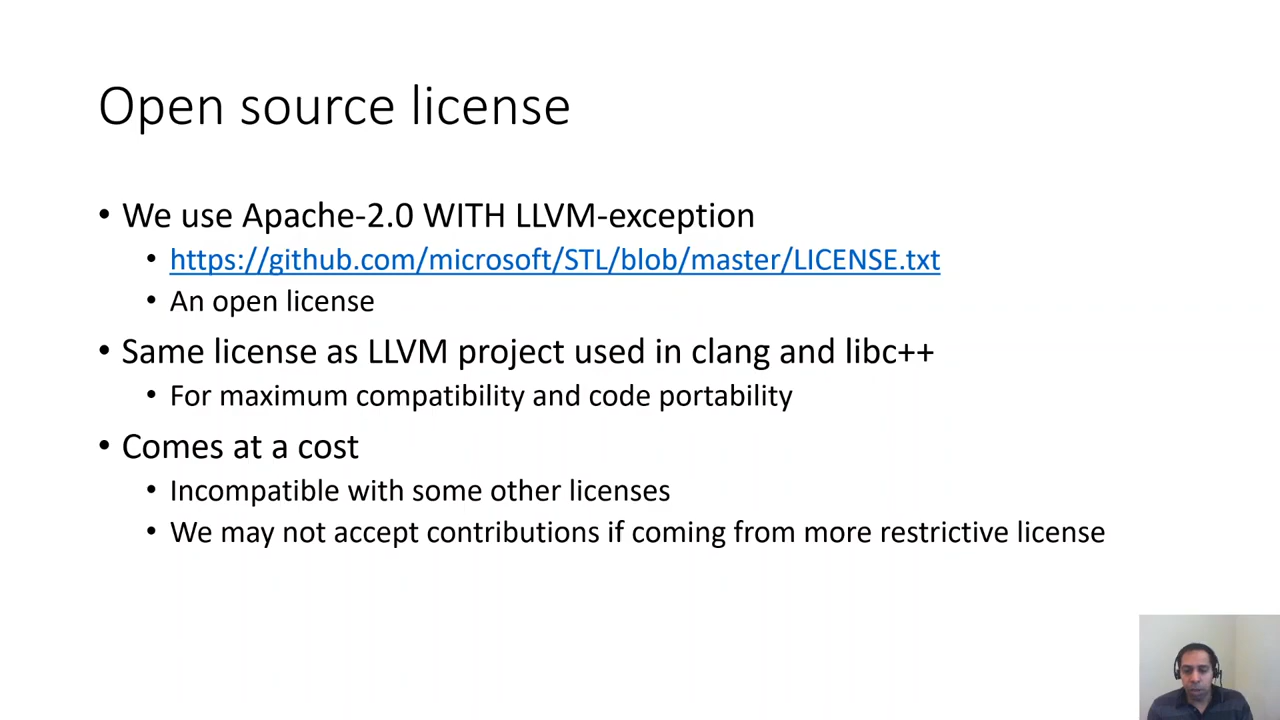 Open source license
• We use Apache-2.0 WITH LLVM-exception
• https://github.com/microsoft/STL/blob/master/LICENSE.txt
• An open license
• Same license as LLVM project used in clang and libc++
• For maximum compatibility and code portability
• Comes at a cost
• Incompatible with some other licenses
• We may not accept contributions if coming from more restrictive license